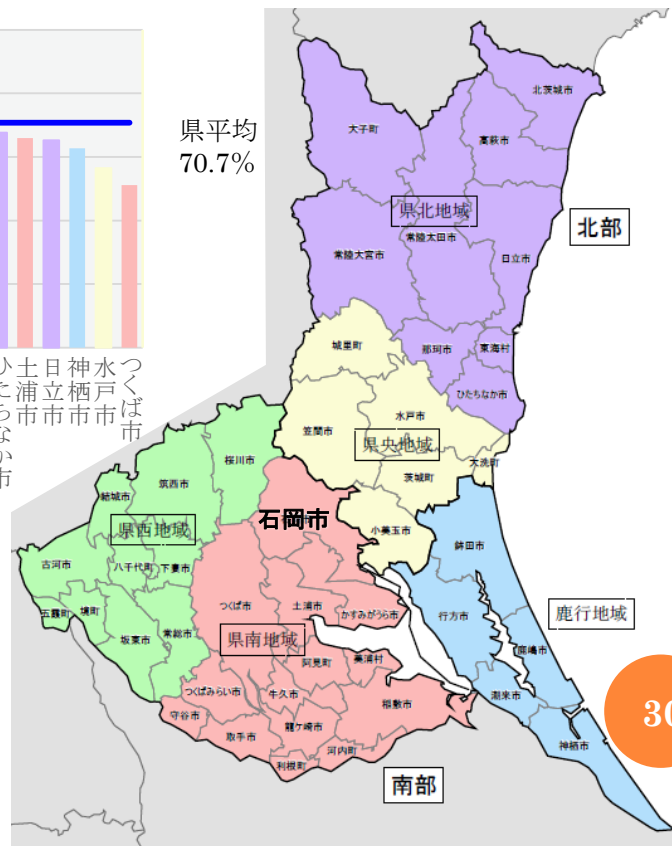 県平均
70.7%
ひたちなか市
土浦市
日立市
神栖市
水戸市
つくば市
北茨城市
大子町
高萩市
県北地域
北部
常陸太田市
常陸大宮市
日立市
城里町
那珂市
東海村
ひたちなか市
笠間市
水戸市
県央地域
大洗町
桜川市
茨城町
筑西市
結城市
石岡市
県西地域
小美玉市
鉾田市
古河市
八千代町
下妻市
つくば市
土浦市
かすみがうら市
行方市
鹿行地域
五霞町
境町
坂東市
常総市
県南地域
阿見町
美浦村
鹿嶋市
つくばみらい市
牛久市
稲敷市
潮来市
守谷市
龍ケ崎市
30
取手市
河内町
神栖市
利根町
南部